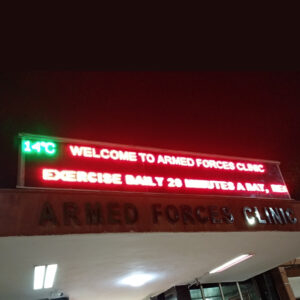 14°C
WELCOME TO ARMED FORCES CLINIC
EXERCISE DAILY 20 MINUTES A DAY,
ARMED FORCES CLINIC